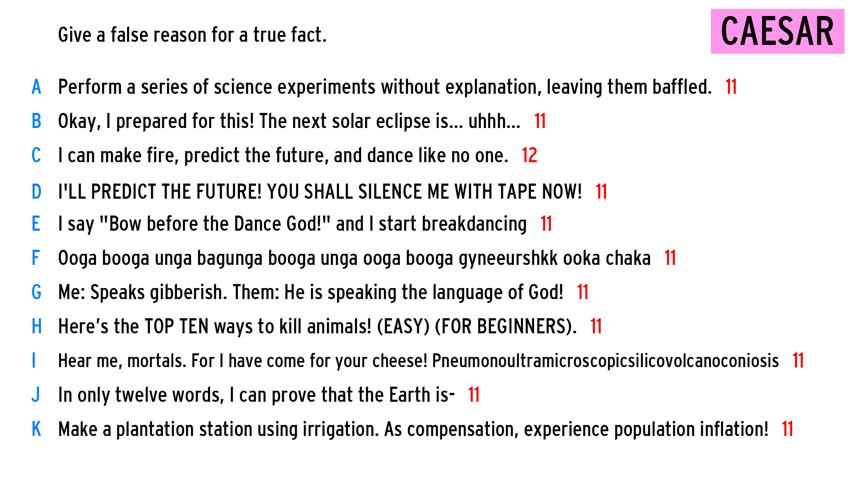 Give a false reason for a true fact.
CAESAR
A Perform a series of science experiments without explanation, leaving them baffled. 11
B Okay, I prepared for this! The next solar eclipse is... uhhh... 11
C I can make fire, predict the future, and dance like no one. 12
D I'LL PREDICT THE FUTURE! YOU SHALL SILENCE ME WITH TAPE NOW! 11
E I say "Bow before the Dance God!" and I start breakdancing 11
F Ooga booga unga bagunga booga unga ooga booga gyneeurshkk ooka chaka 11
G Me: Speaks gibberish. Them: He is speaking the language of God! 11
H Here's the TOP TEN ways to kill animals! (EASY) (FOR BEGINNERS). 11
I Hear me, mortals. For I have come for your cheese! Pneumonoultramicroscopicsilicovolcanoconiosis 11
J In only twelve words, I can prove that the Earth is- 11
K Make a plantation station using irrigation. As compensation, experience population inflation! 11